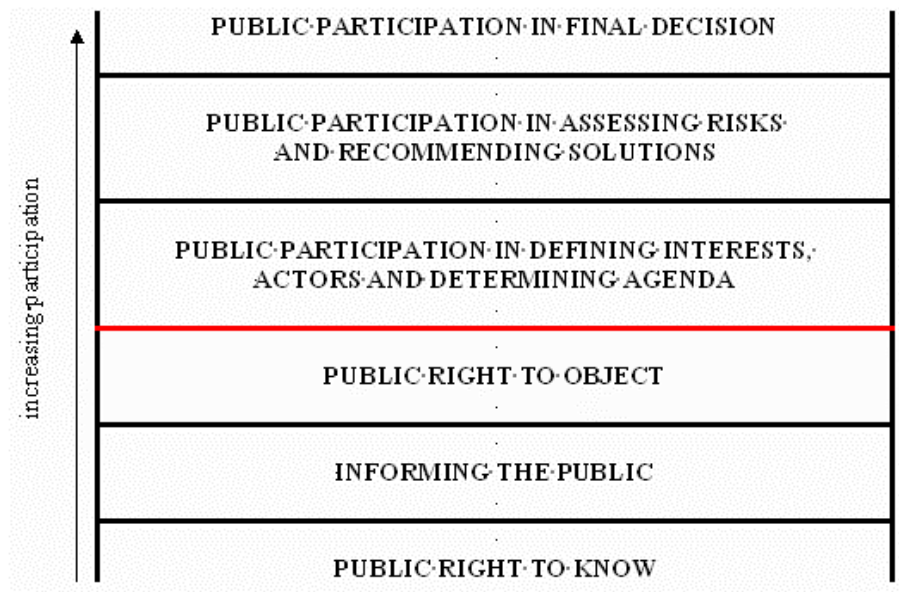 PUBLIC PARTICIPATION IN FINAL DECISION
PUBLIC PARTICIPATION IN ASSESSING RISKS
AND RECOMMENDING SOLUTIONS
PUBLIC PARTICIPATION IN DEFINING INTERESTS,
ACTORS AND DETERMINING AGENDA
PUBLIC RIGHT TO OBJECT
INFORMING THE PUBLIC
PUBLIC RIGHT TO KNOW
increasing participation